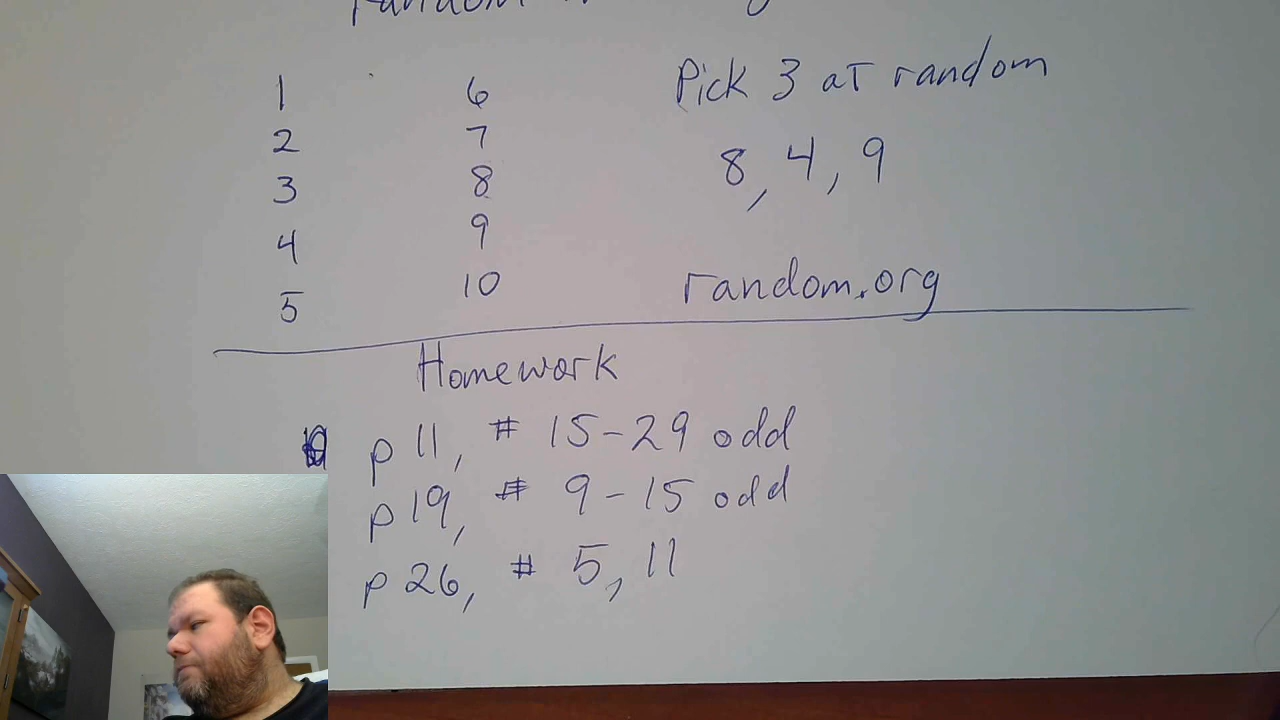 Random
1 6 Pick 3 at random
2 7
3 8 8, 4, 9
4 9
5 10 random.org
Homework
p 11, # 15-29 odd
p 19, # 9-15 odd
p 26, # 5, 11